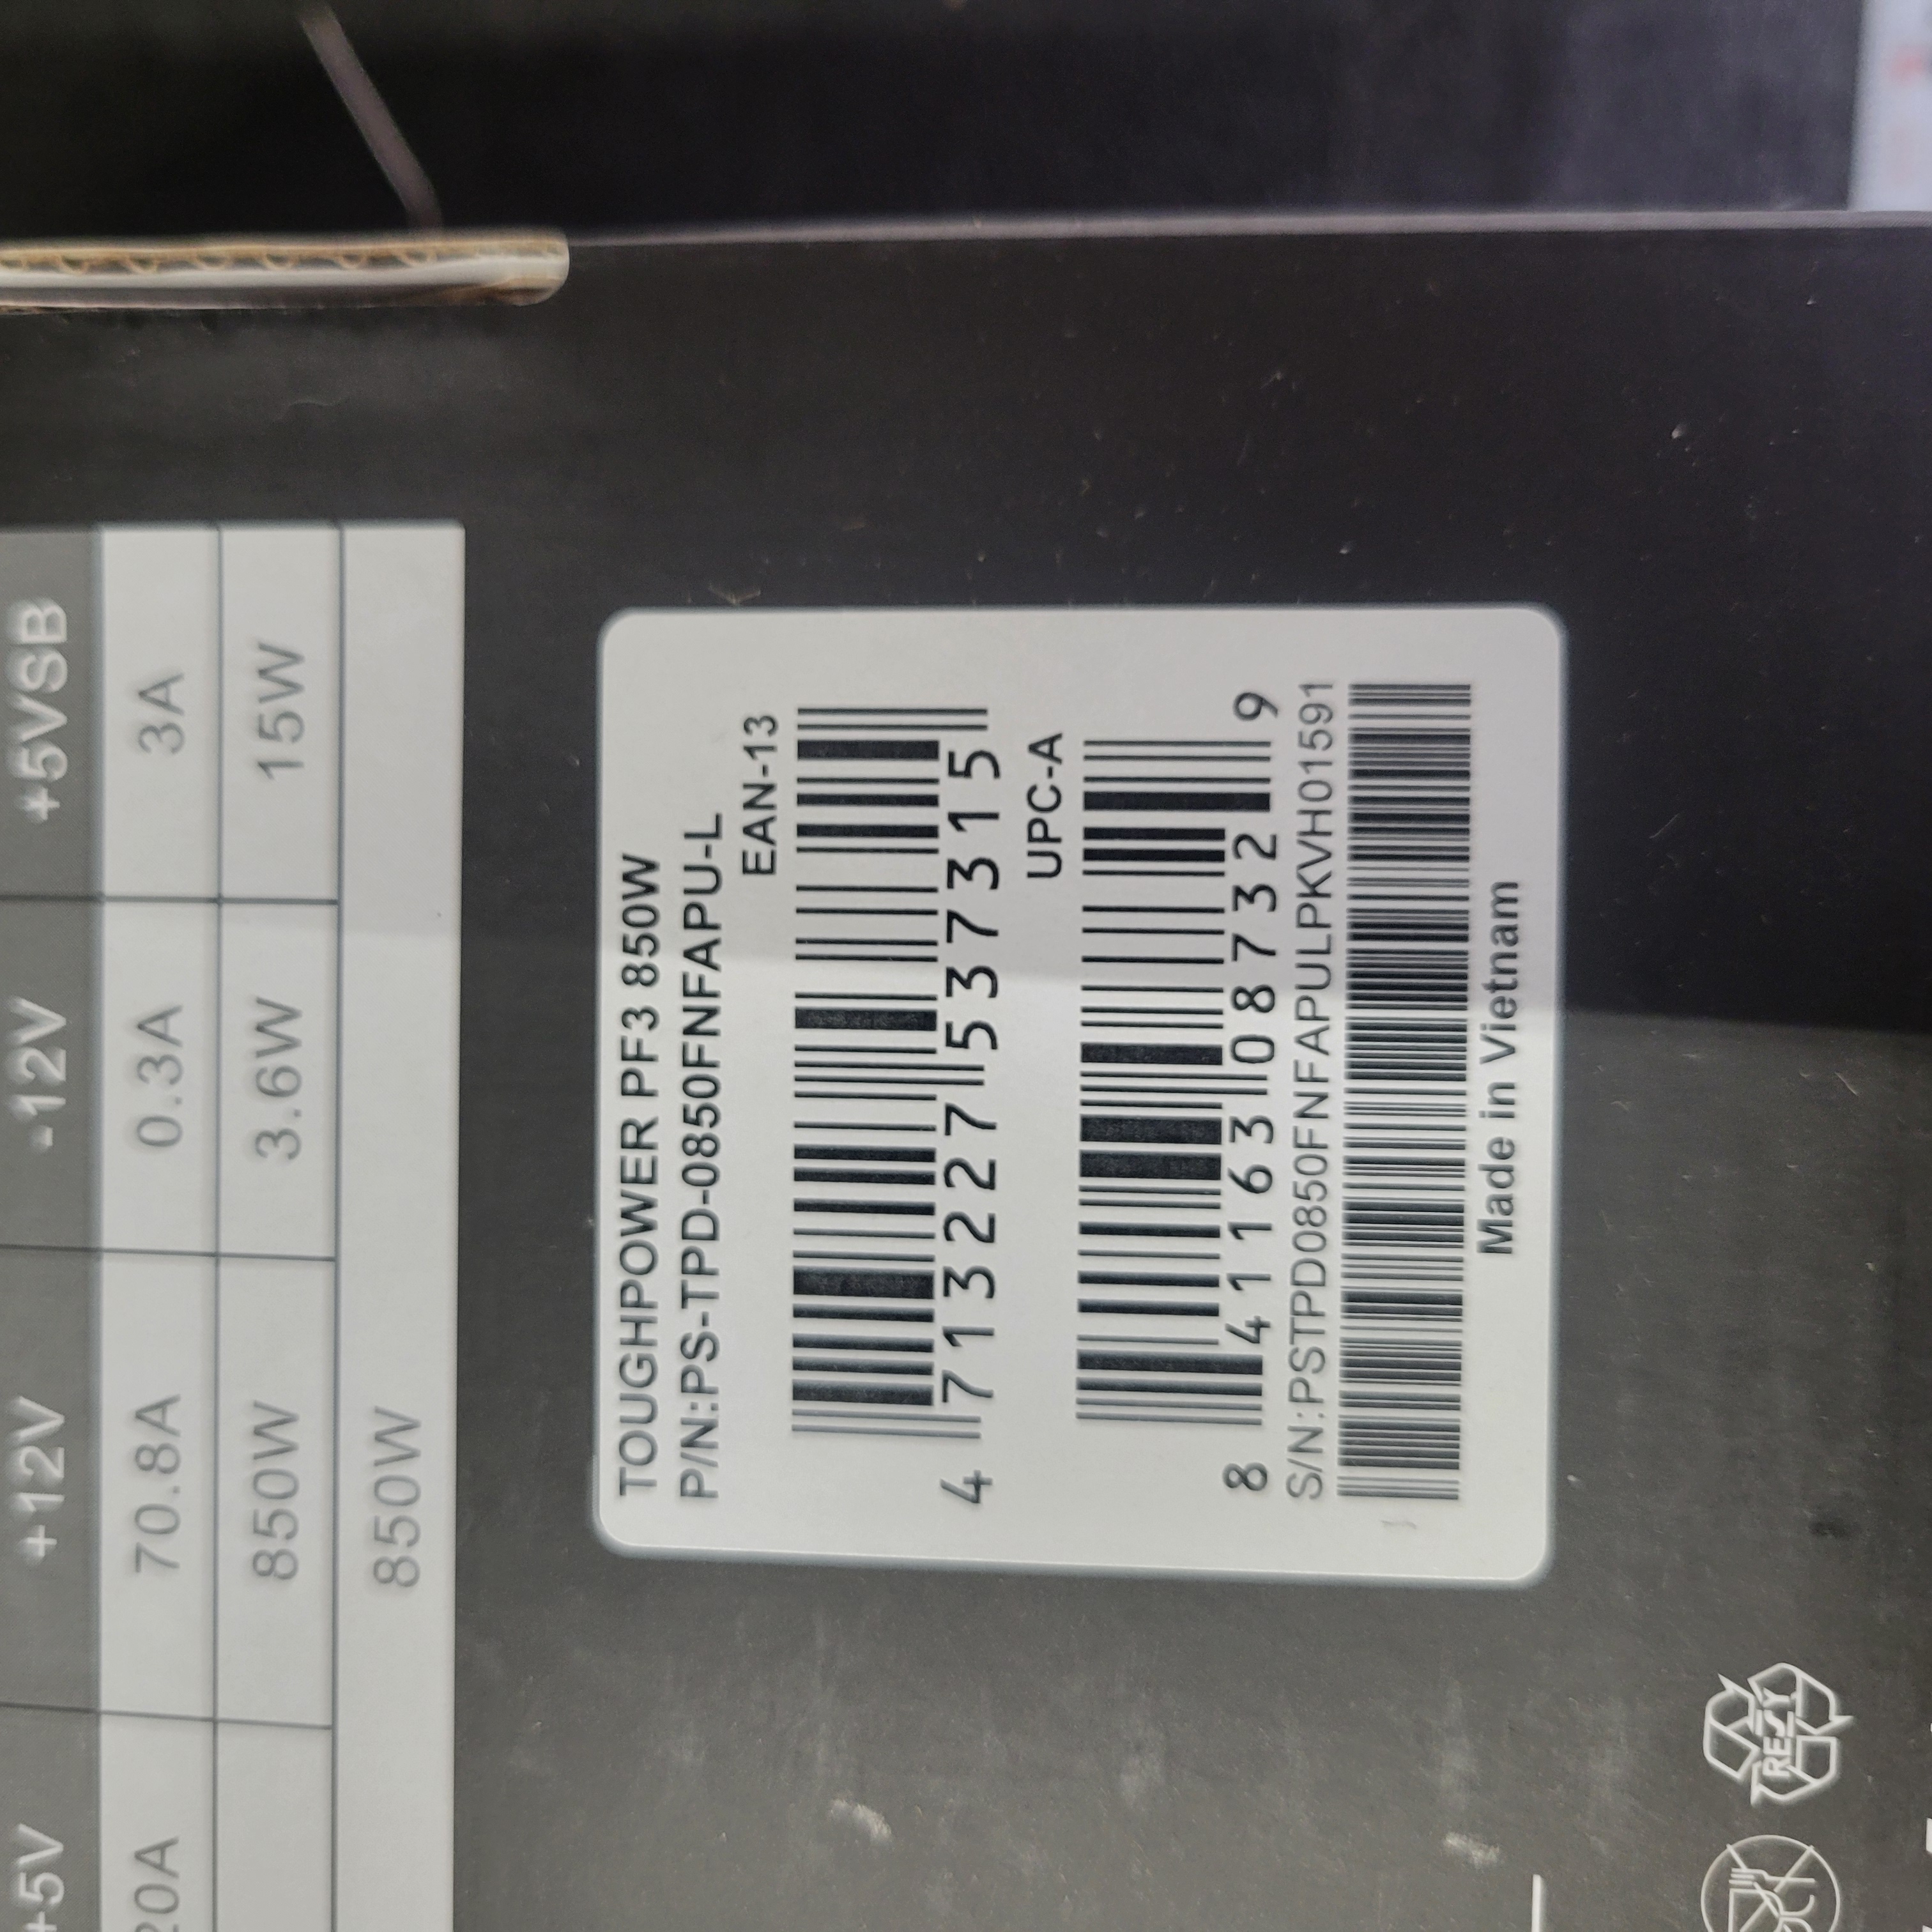 +5V +12V -12V +5VSB
20A 70.8A 0.3A 3A
850W 3.6W 15W
850W
TOUGHPOWER PF3 850W
P/N:PS-TPD-0850FNFAPU-L
EAN-13
4 713227 537315
UPC-A
8 41163 08732 9
S/N:PSTPD0850FNFAPULPKVH01591
Made in Vietnam
RESY